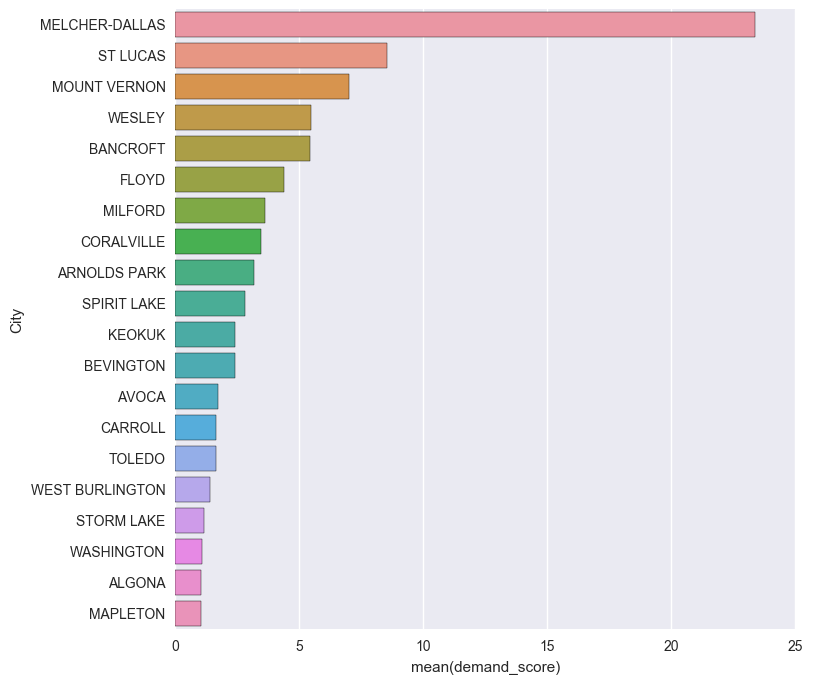 MELCHER-DALLAS
ST LUCAS
MOUNT VERNON
WESLEY
BANCROFT
FLOYD
MILFORD
CORALVILLE
ARNOLDS PARK
SPIRIT LAKE
KEOKUK
BEVINGTON
AVOCA
CARROLL
TOLEDO
WEST BURLINGTON
STORM LAKE
WASHINGTON
ALGONA
MAPLETON
City
0 5 10 15 20 25
mean(demand_score)